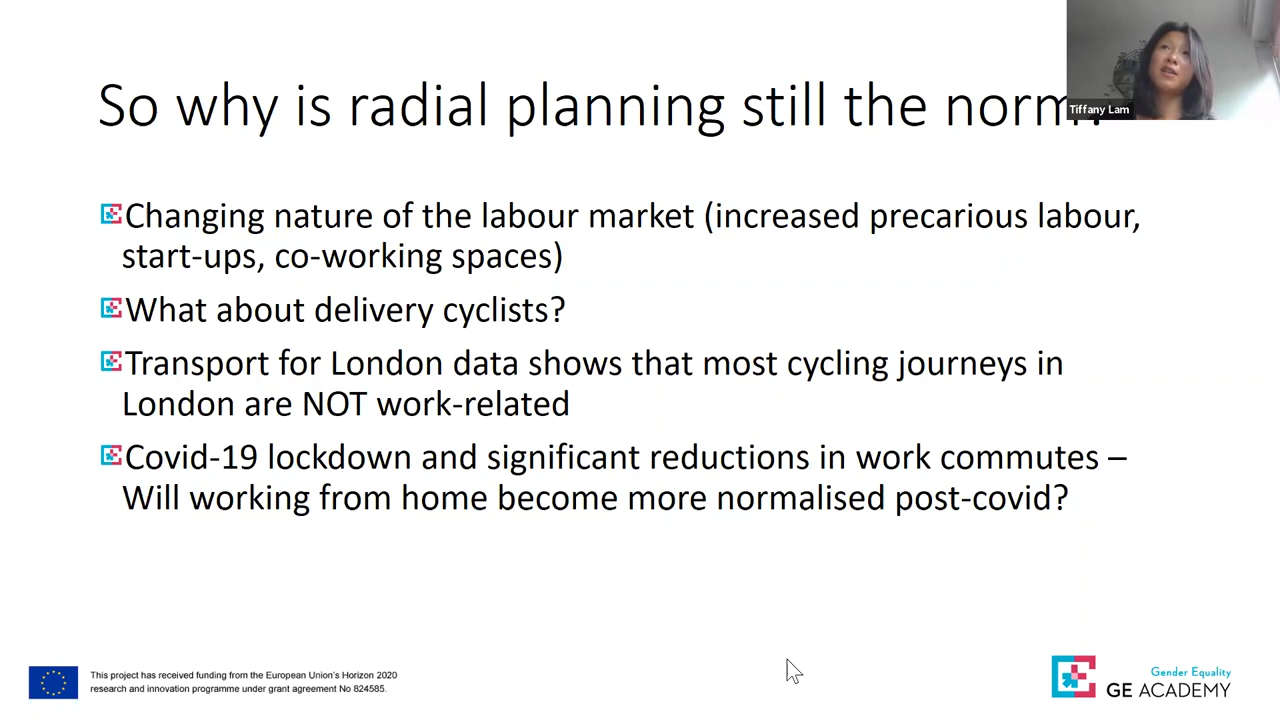 So why is radial planning still the norm?
Tiffany Lam
Changing nature of the labour market (increased precarious labour,
start-ups, co-working spaces)
What about delivery cyclists?
Transport for London data shows that most cycling journeys in
London are NOT work-related
Covid-19 lockdown and significant reductions in work commutes –
Will working from home become more normalised post-covid?
This project has received funding from the European Union's Horizon 2020
research and innovation programme under grant agreement No 824585.
Gender Equality
GE ACADEMY